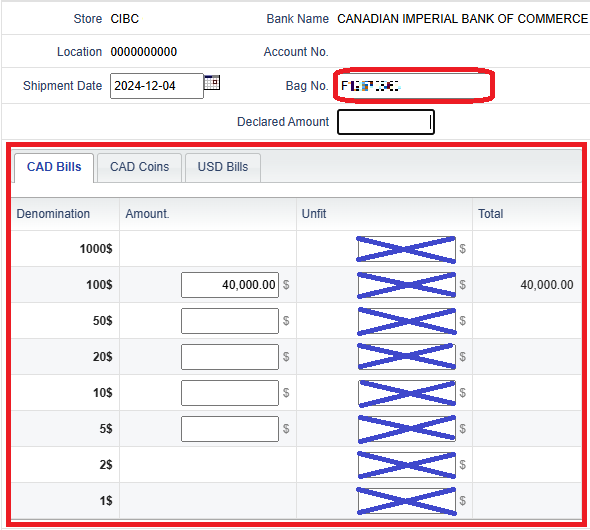 Store CIBC Bank Name CANADIAN IMPERIAL BANK OF COMMERCE
Location 0000000000 Account No.
Shipment Date 2024-12-04 Bag No.
Declared Amount
CAD Bills CAD Coins USD Bills
Denomination Amount. Unfit Total
1000$ $
100$ 40,000.00 $ $ 40,000.00
50$ $ $
20$ $ $
10$ $ $
5$ $ $
2$ $
1$ $